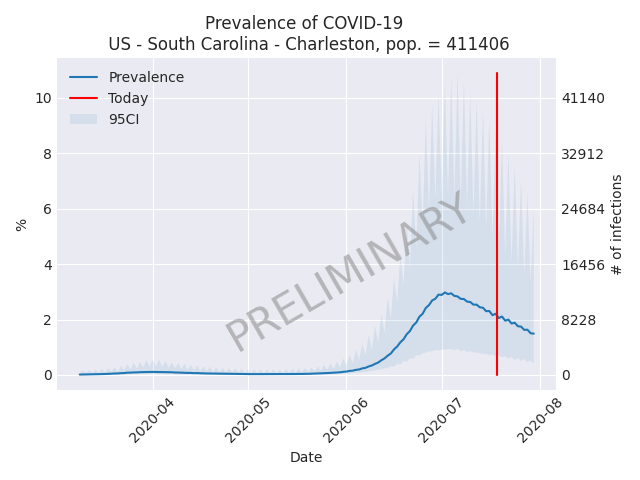 Prevalence of COVID-19
US - South Carolina - Charleston, pop. = 411406
Prevalence
Today
95CI
PRELIMINARY
%
10
8
6
4
2
0
41140
32912
24684
16456
8228
0
# of infections
2020-04
2020-05
2020-06
2020-07
2020-08
Date